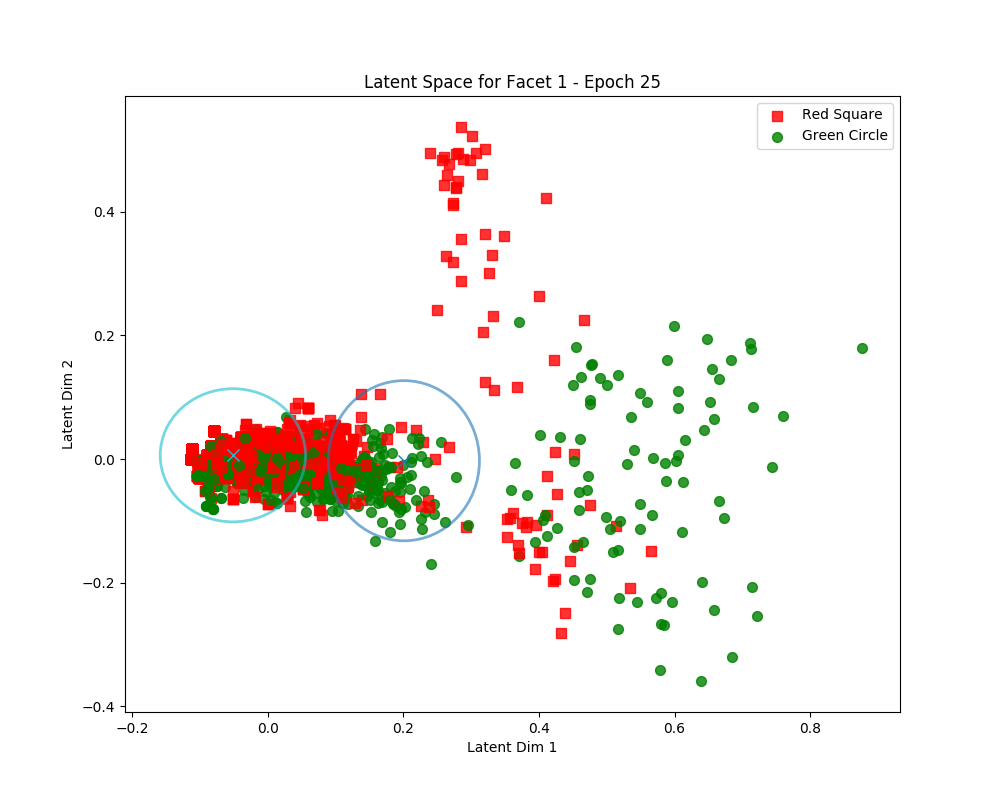 Latent Space for Facet 1 - Epoch 25
Red Square
Green Circle
Latent Dim 2
0.4
0.2
0.0
−0.2
−0.4
−0.2
0.0
0.2
0.4
0.6
0.8
Latent Dim 1